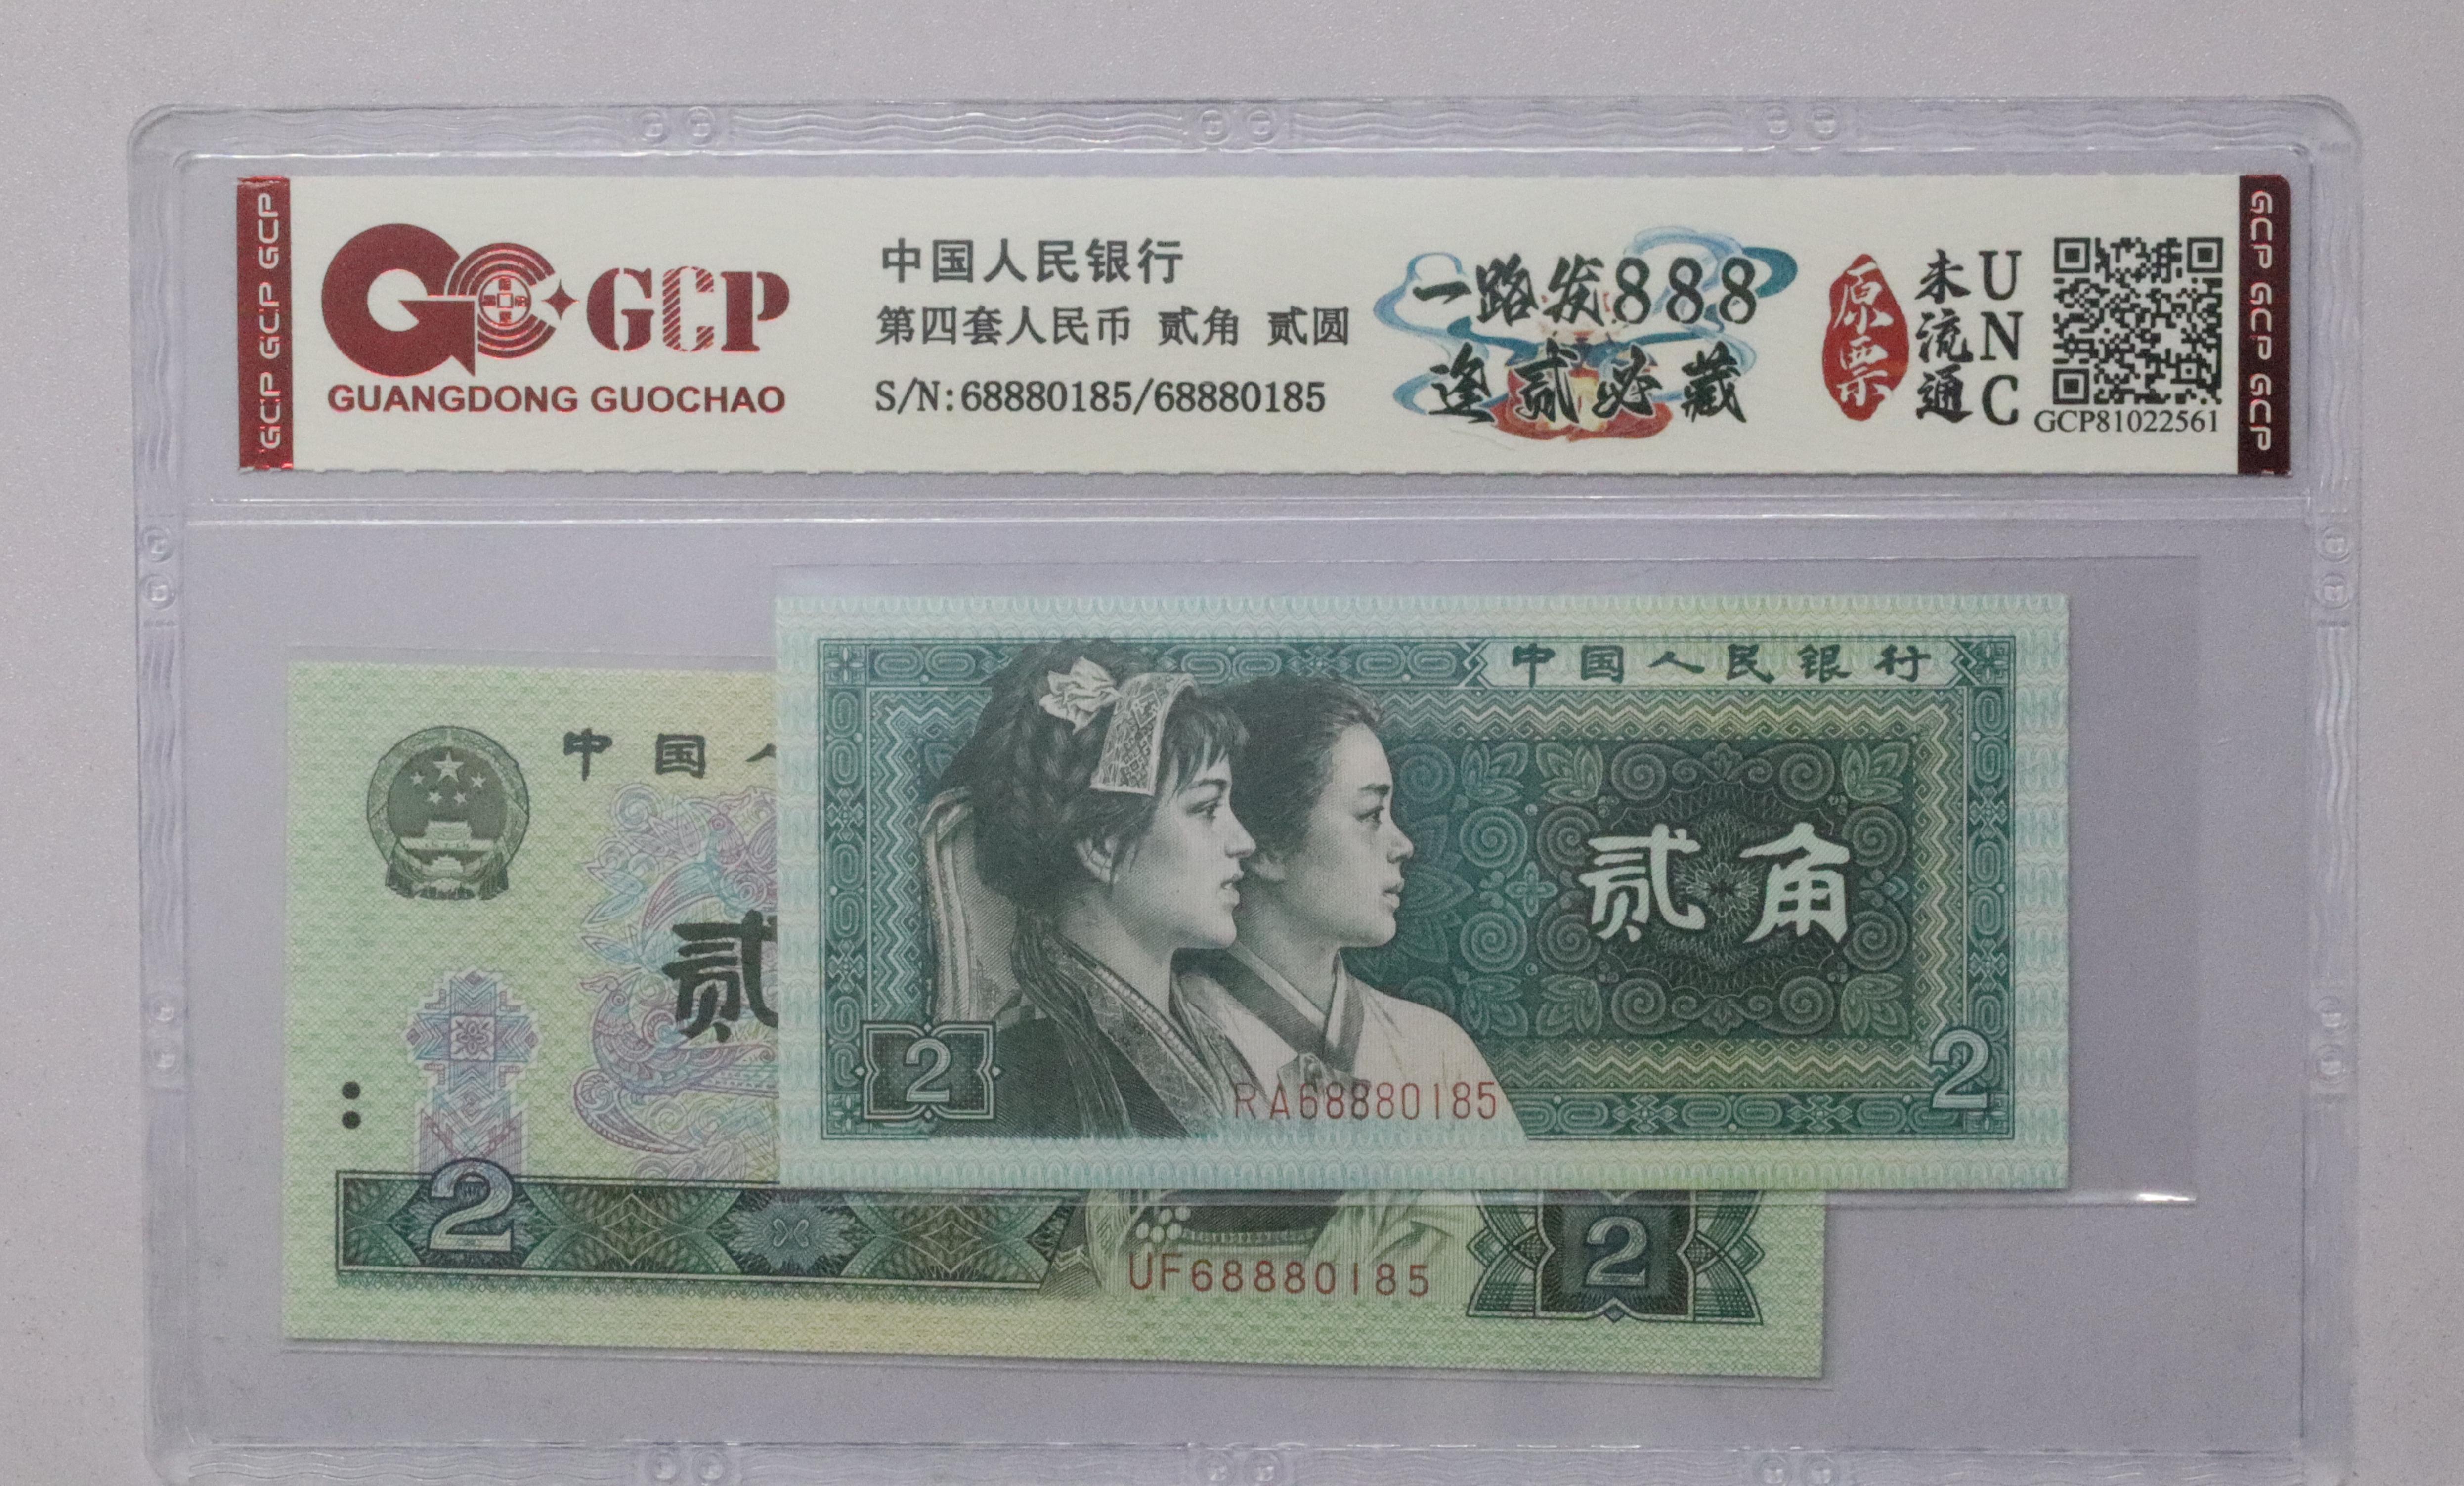 GCP GCP GCP
GCP
GUANGDONG GUOCHAO
中国人民银行
第四套人民币 贰角 贰圆
S/N:68880185/68880185
一路发888
逢贰必藏
原票
未流通
UNC
GCP81022561
GCP GCP GCP
中国人民银行
贰角
2
RA68880185
2
中国
贰
2
UF68880185
2